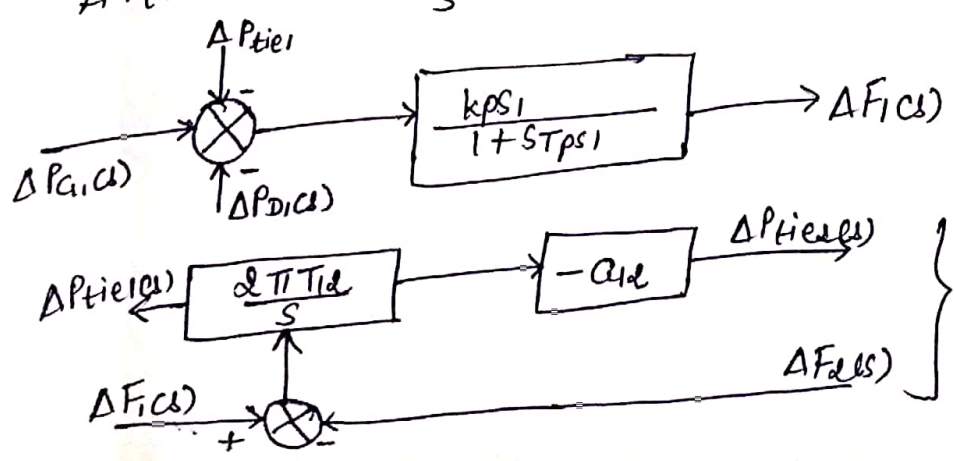 ΔPtie1
-
kps1
1+STps1
ΔF1(s)
ΔPG1(s)
-
ΔPD1(s)
ΔPtie1(s)
2πT12
S
-a12
ΔPtie2(s)
ΔF1(s)
+
-
ΔF2(s)